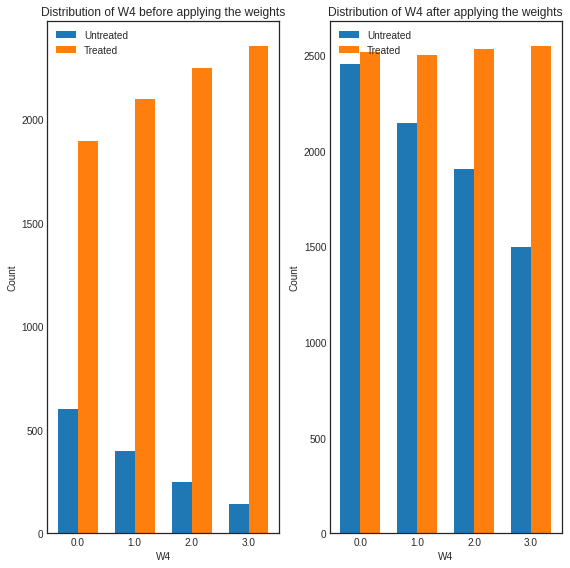 Distribution of W4 before applying the weights
Untreated
Treated
2000
1500
1000
500
0
Count
0.0 1.0 2.0 3.0
W4
Distribution of W4 after applying the weights
Untreated
Treated
2500
2000
1500
1000
500
0
Count
0.0 1.0 2.0 3.0
W4